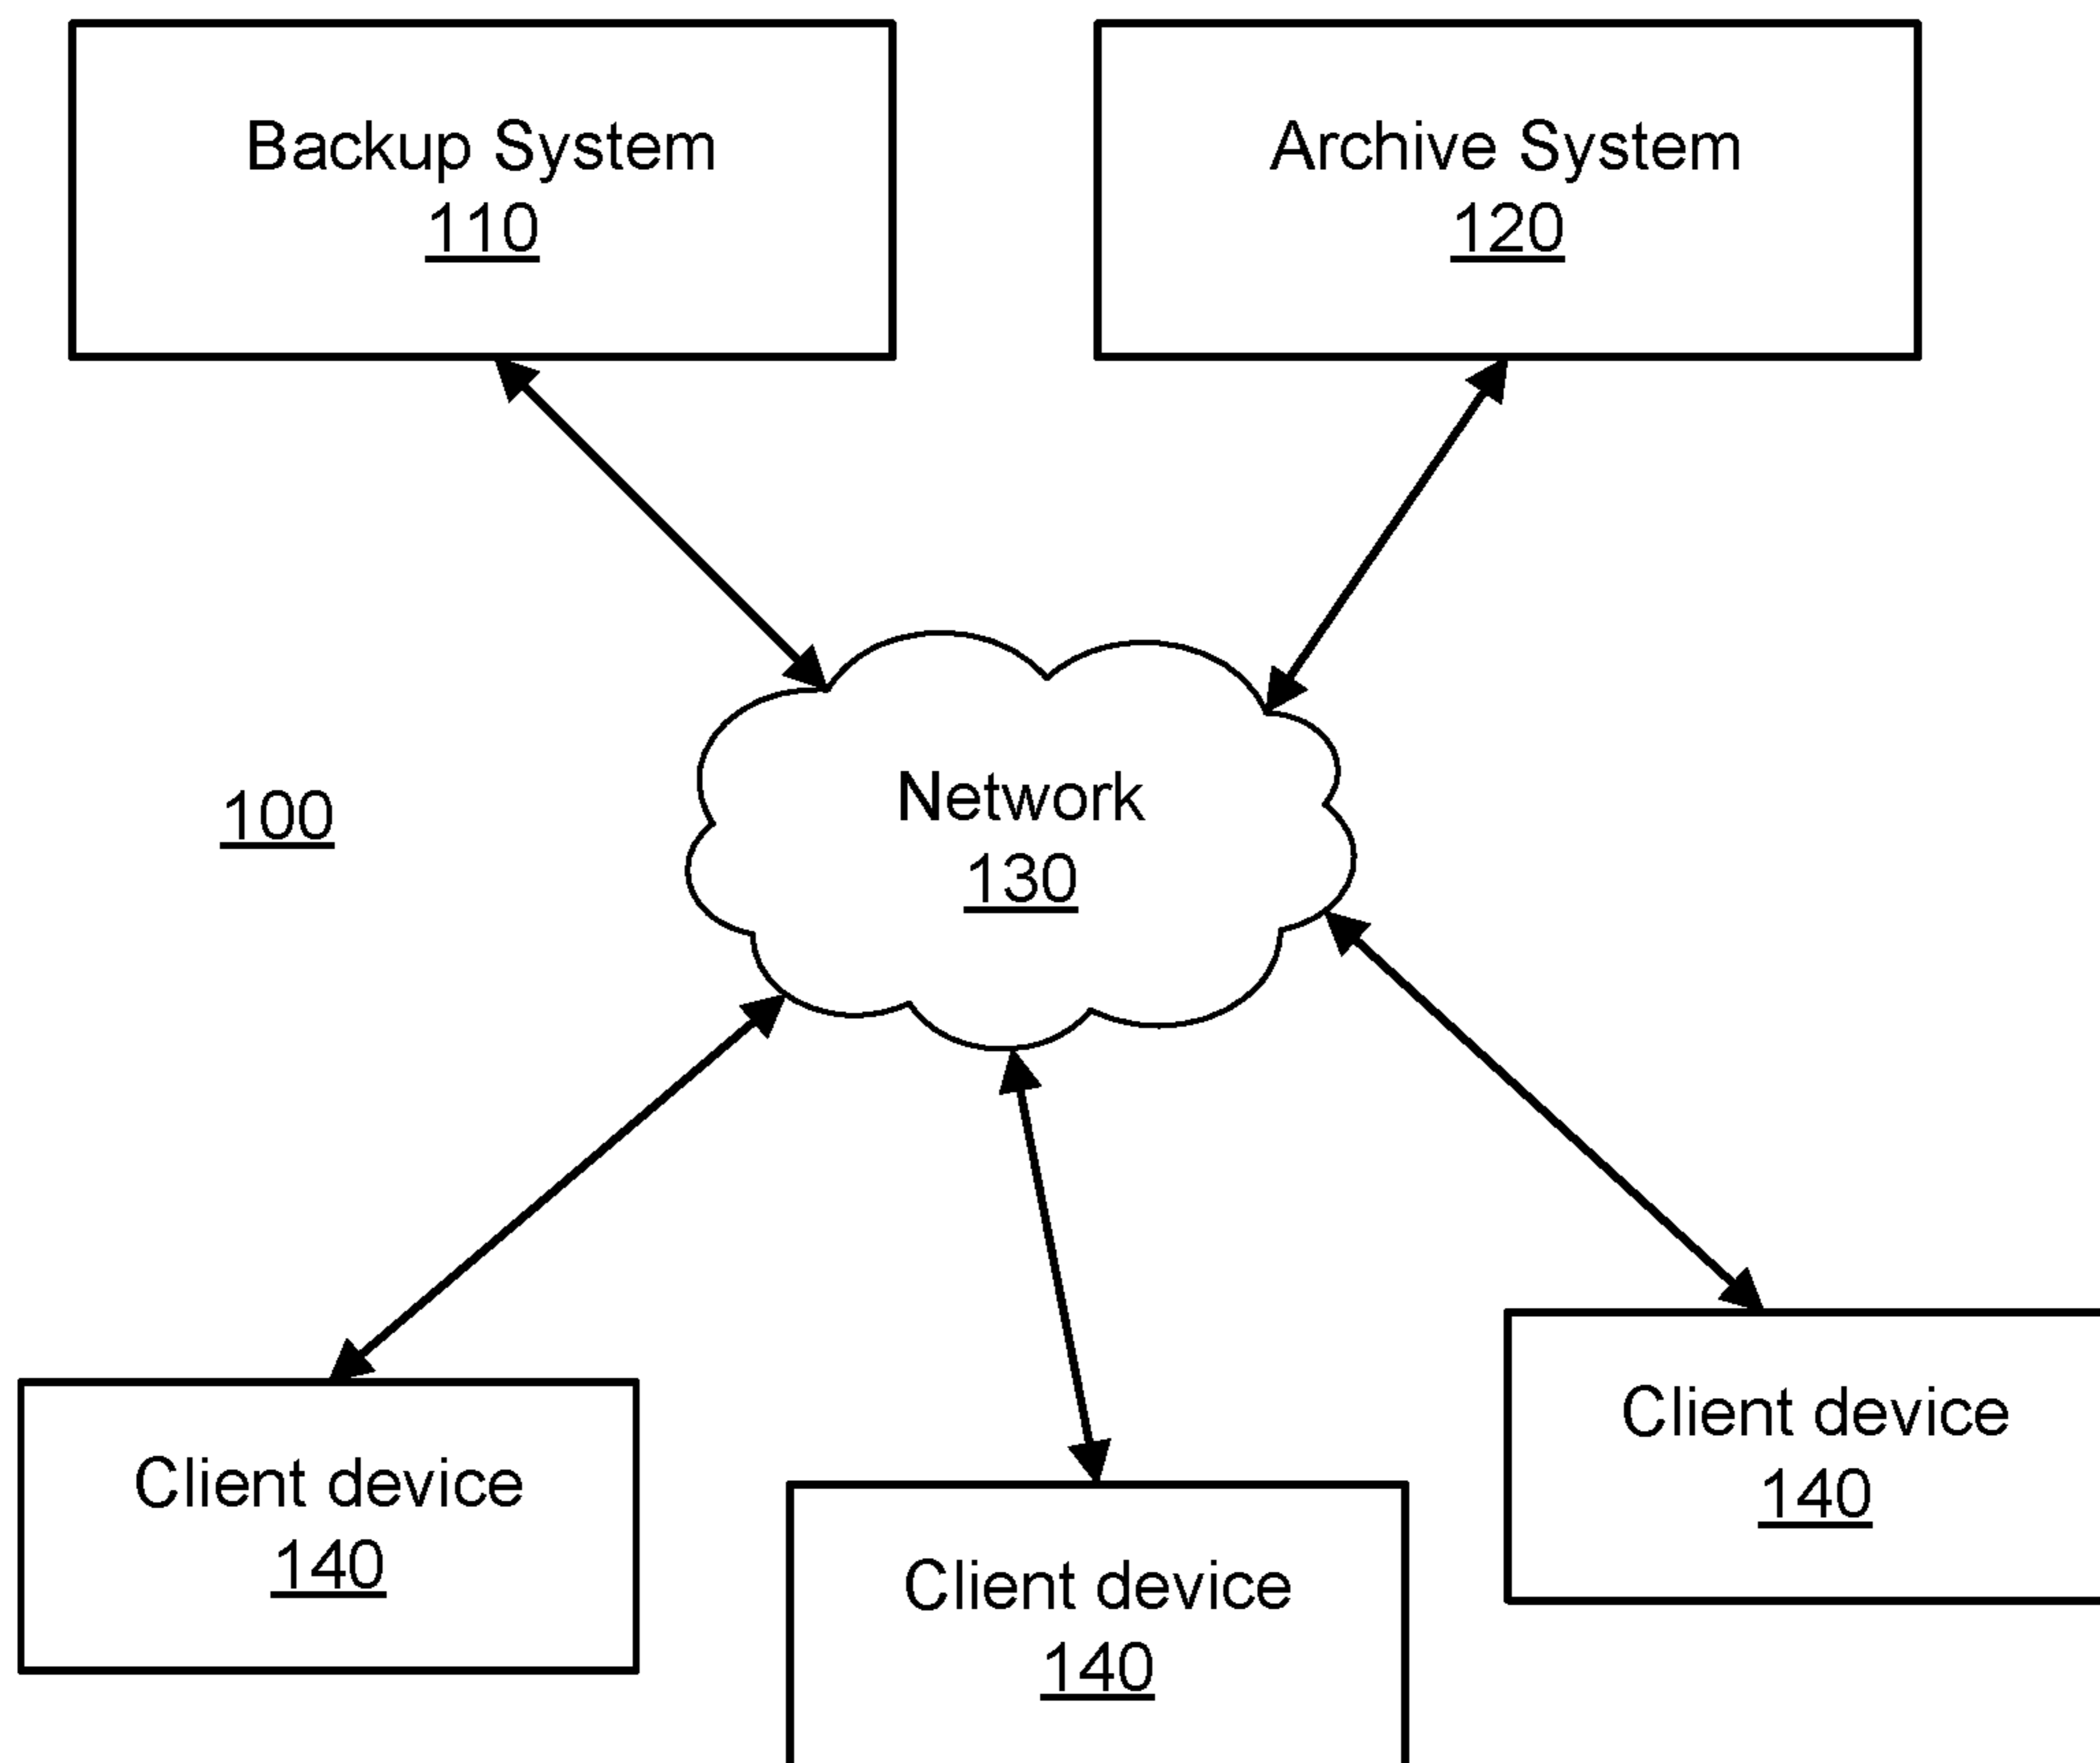 Backup System
110
Archive System
120
Network
130
100
Client device
140
Client device
140
Client device
140